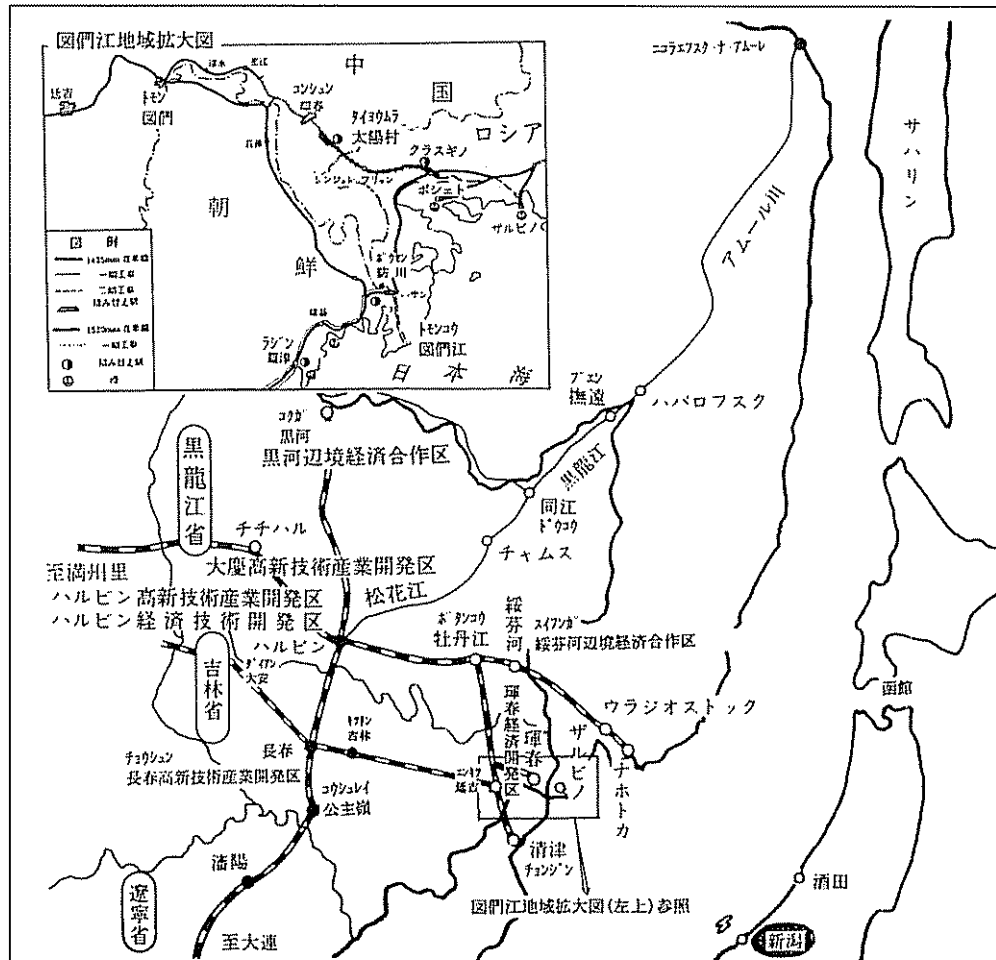 図們江地域拡大図
中
国
ロシア
延吉
トモン
図們
コンシュン
琿春
タイヨウムラ
太陽村
クラスキノ
ポシェト
ザルビノ
朝
鮮
ボウセン
防川
ハサン
トモンコウ
図們江
ラジン
羅津
日本海
図例
ニコラエフスク・ナ・アムーレ
サハリン
アムール川
ブエン
撫遠
ハバロフスク
黒龍江
同江
ドウコウ
チャムス
松花江
コクガ
黒河
黒河辺境経済合作区
黒龍江省
チチハル
至満州里
大慶高新技術産業開発区
ハルビン高新技術産業開発区
ハルビン経済技術開発区
ハルビン
ボタンコウ
牡丹江
綏芬河
スイフンガ
綏芬河辺境経済合作区
吉林省
ダイアン
大安
ウラジオストック
ナホトカ
ザルビノ
琿春
琿春経済開発区
長春
チョウシュン
長春高新技術産業開発区
キツリン
吉林
エンキツ
延吉
コウシュレイ
公主嶺
清津
チョンジン
瀋陽
遼寧省
至大連
図們江地域拡大図(左上)参照
函館
酒田
新潟